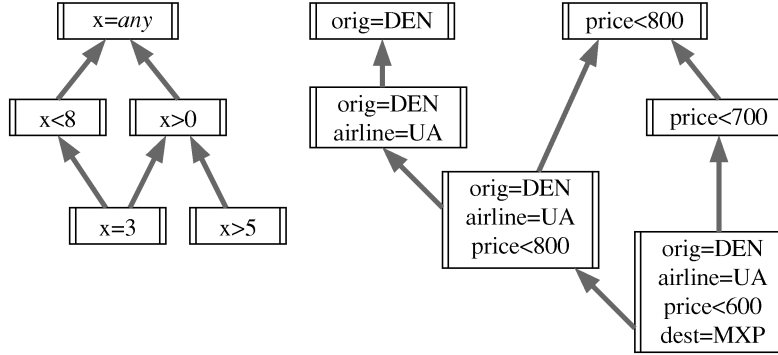 x=any
x<8
x>0
x=3
x>5
orig=DEN
orig=DEN
airline=UA
price<800
price<700
orig=DEN
airline=UA
price<800
orig=DEN
airline=UA
price<600
dest=MXP